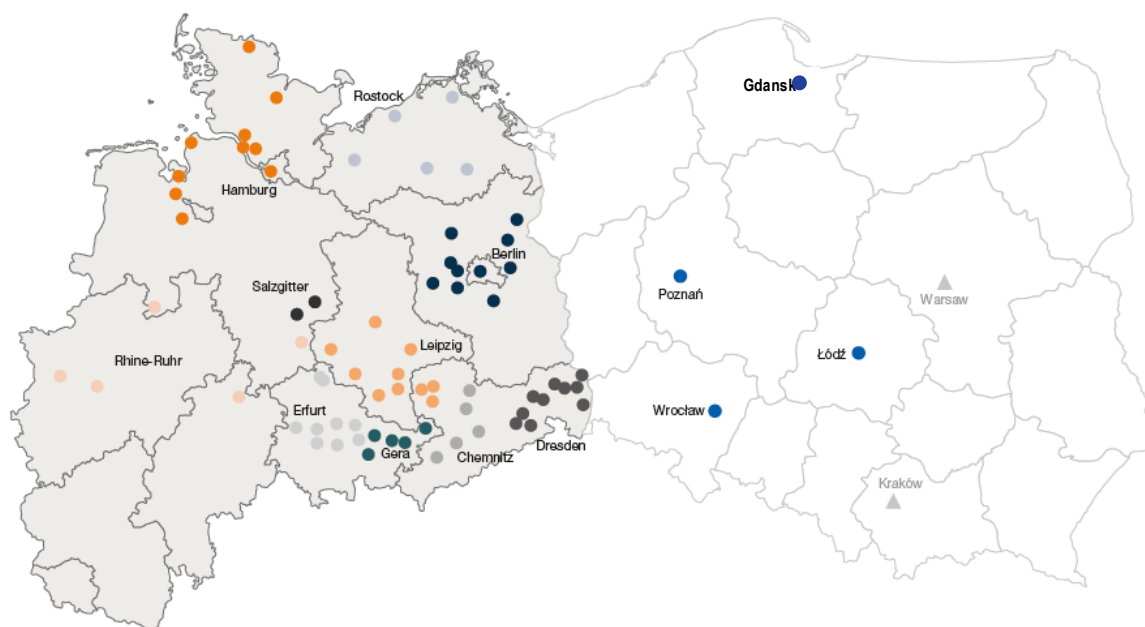 Gdansk
Rostock
Hamburg
Berlin
Salzgitter
Poznań
Warsaw
Leipzig
Łódź
Rhine-Ruhr
Erfurt
Wrocław
Dresden
Gera
Chemnitz
Kraków